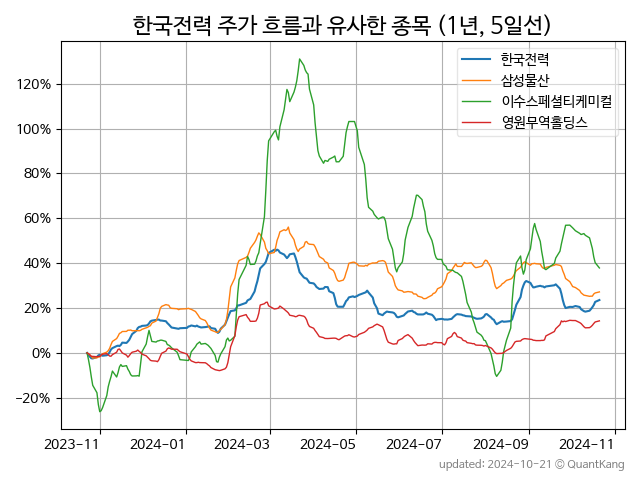 한국전력 주가 흐름과 유사한 종목 (1년, 5일선)
한국전력
삼성물산
이수스페셜티케미컬
영원무역홀딩스
120%
100%
80%
60%
40%
20%
0%
−20%
2023-11
2024-01
2024-03
2024-05
2024-07
2024-09
2024-11
updated: 2024-10-21 © QuantKang